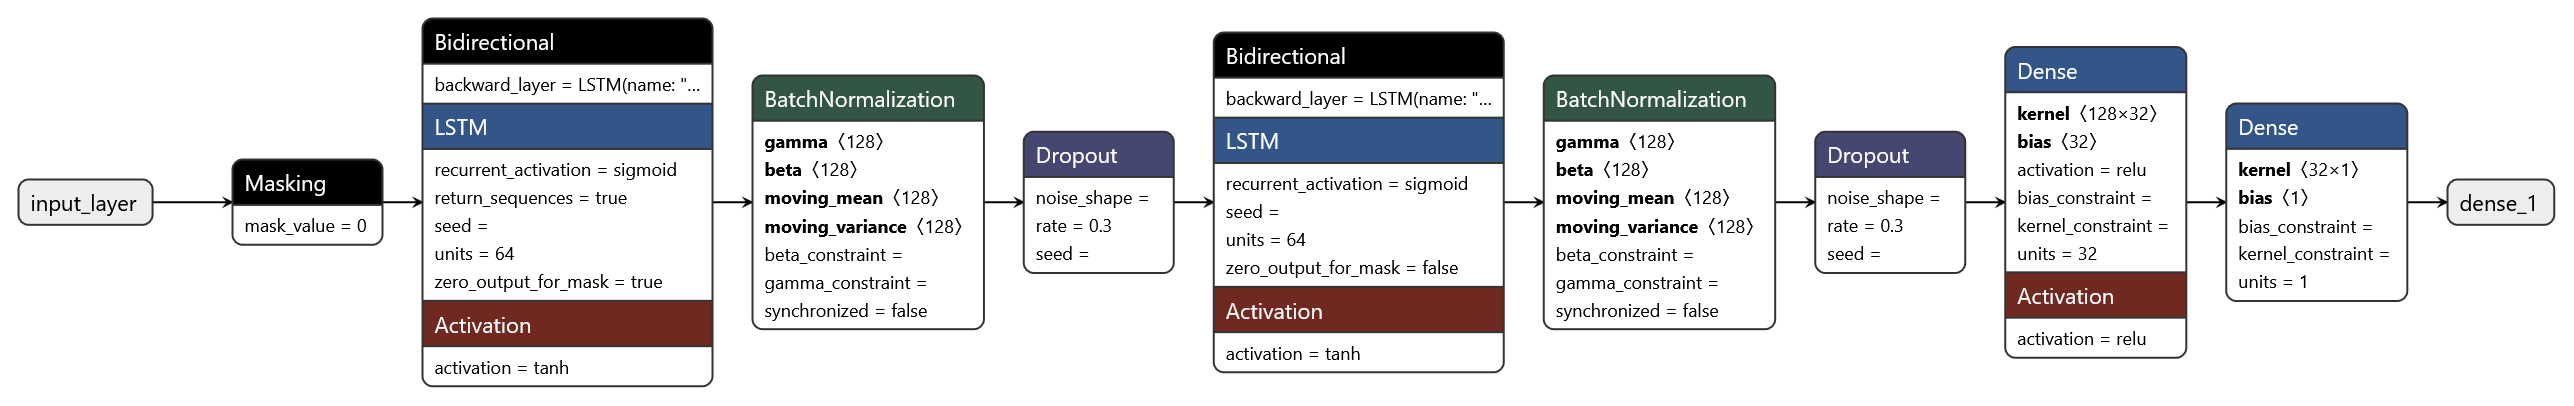 input_layer
Masking
mask_value = 0
Bidirectional
backward_layer = LSTM(name: "...
LSTM
recurrent_activation = sigmoid
return_sequences = true
seed =
units = 64
zero_output_for_mask = true
Activation
activation = tanh
BatchNormalization
gamma〈128〉
beta〈128〉
moving_mean〈128〉
moving_variance〈128〉
beta_constraint =
gamma_constraint =
synchronized = false
Dropout
noise_shape =
rate = 0.3
seed =
Bidirectional
backward_layer = LSTM(name: "...
LSTM
recurrent_activation = sigmoid
seed =
units = 64
zero_output_for_mask = false
Activation
activation = tanh
BatchNormalization
gamma〈128〉
beta〈128〉
moving_mean〈128〉
moving_variance〈128〉
beta_constraint =
gamma_constraint =
synchronized = false
Dropout
noise_shape =
rate = 0.3
seed =
Dense
kernel〈128×32〉
bias〈32〉
activation = relu
bias_constraint =
kernel_constraint =
units = 32
Activation
activation = relu
Dense
kernel〈32×1〉
bias〈1〉
bias_constraint =
kernel_constraint =
units = 1
dense_1